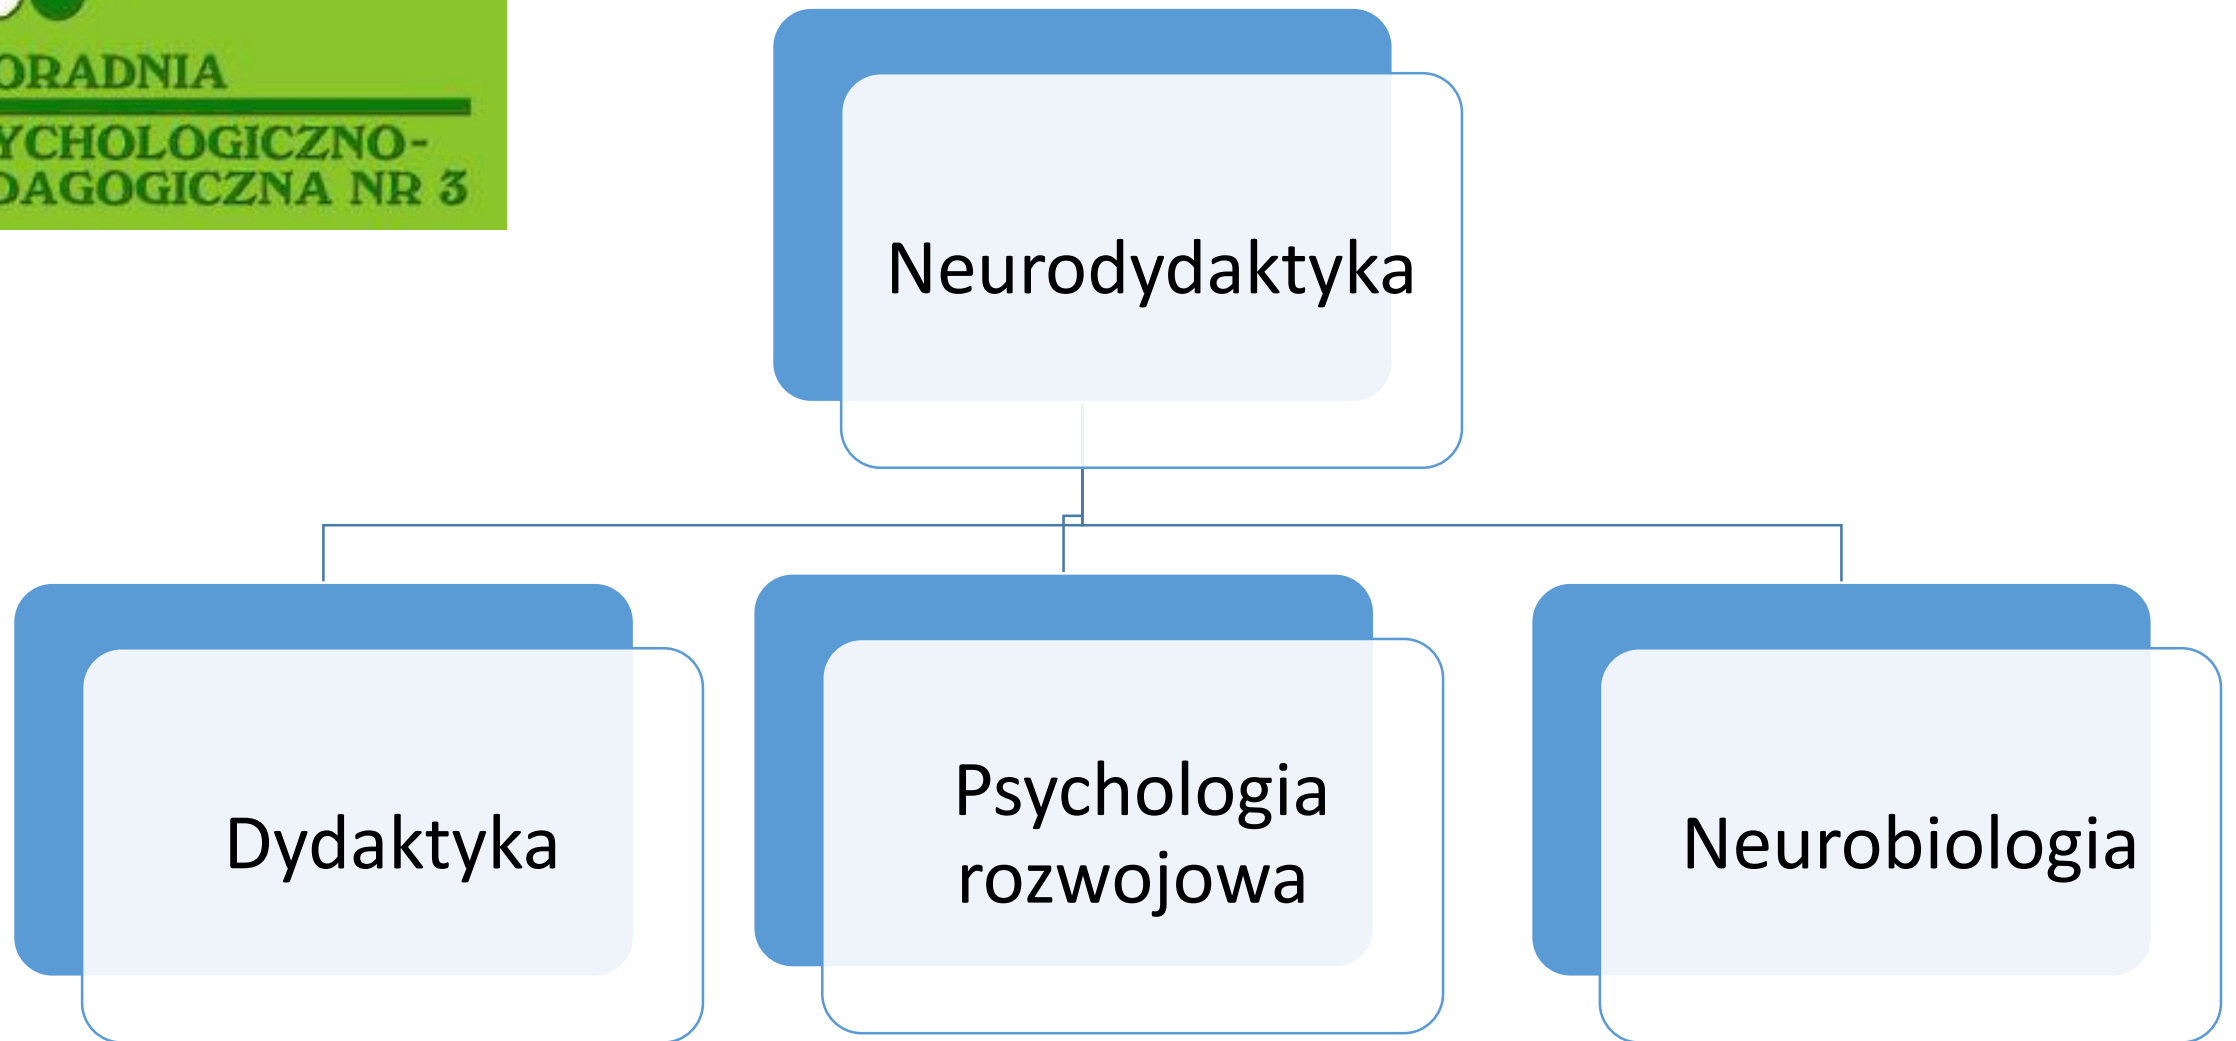 ORADNIA
YCHOLOGICZNO-
DAGOGICZNA NR 3
Neurodydaktyka
Dydaktyka
Psychologia
rozwojowa
Neurobiologia